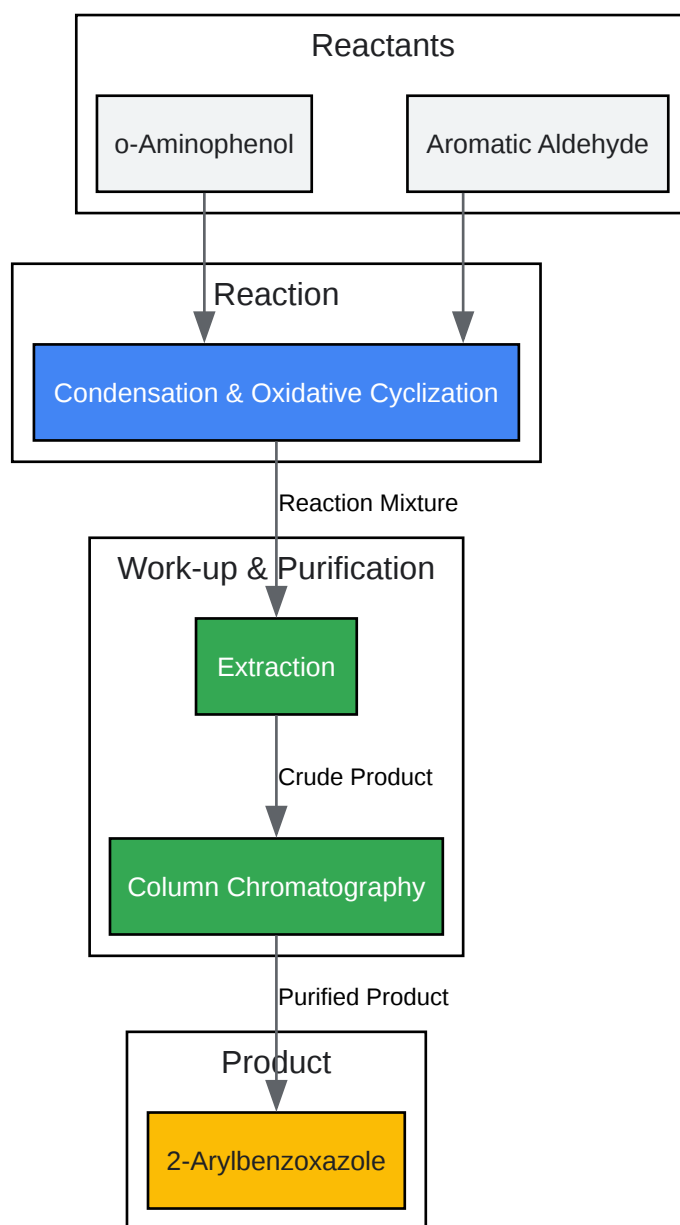 Reactants
o-Aminophenol
Aromatic Aldehyde
Reaction
Condensation & Oxidative Cyclization
Reaction Mixture
Work-up & Purification
Extraction
Crude Product
Column Chromatography
Purified Product
Product
2-Arylbenzoxazole